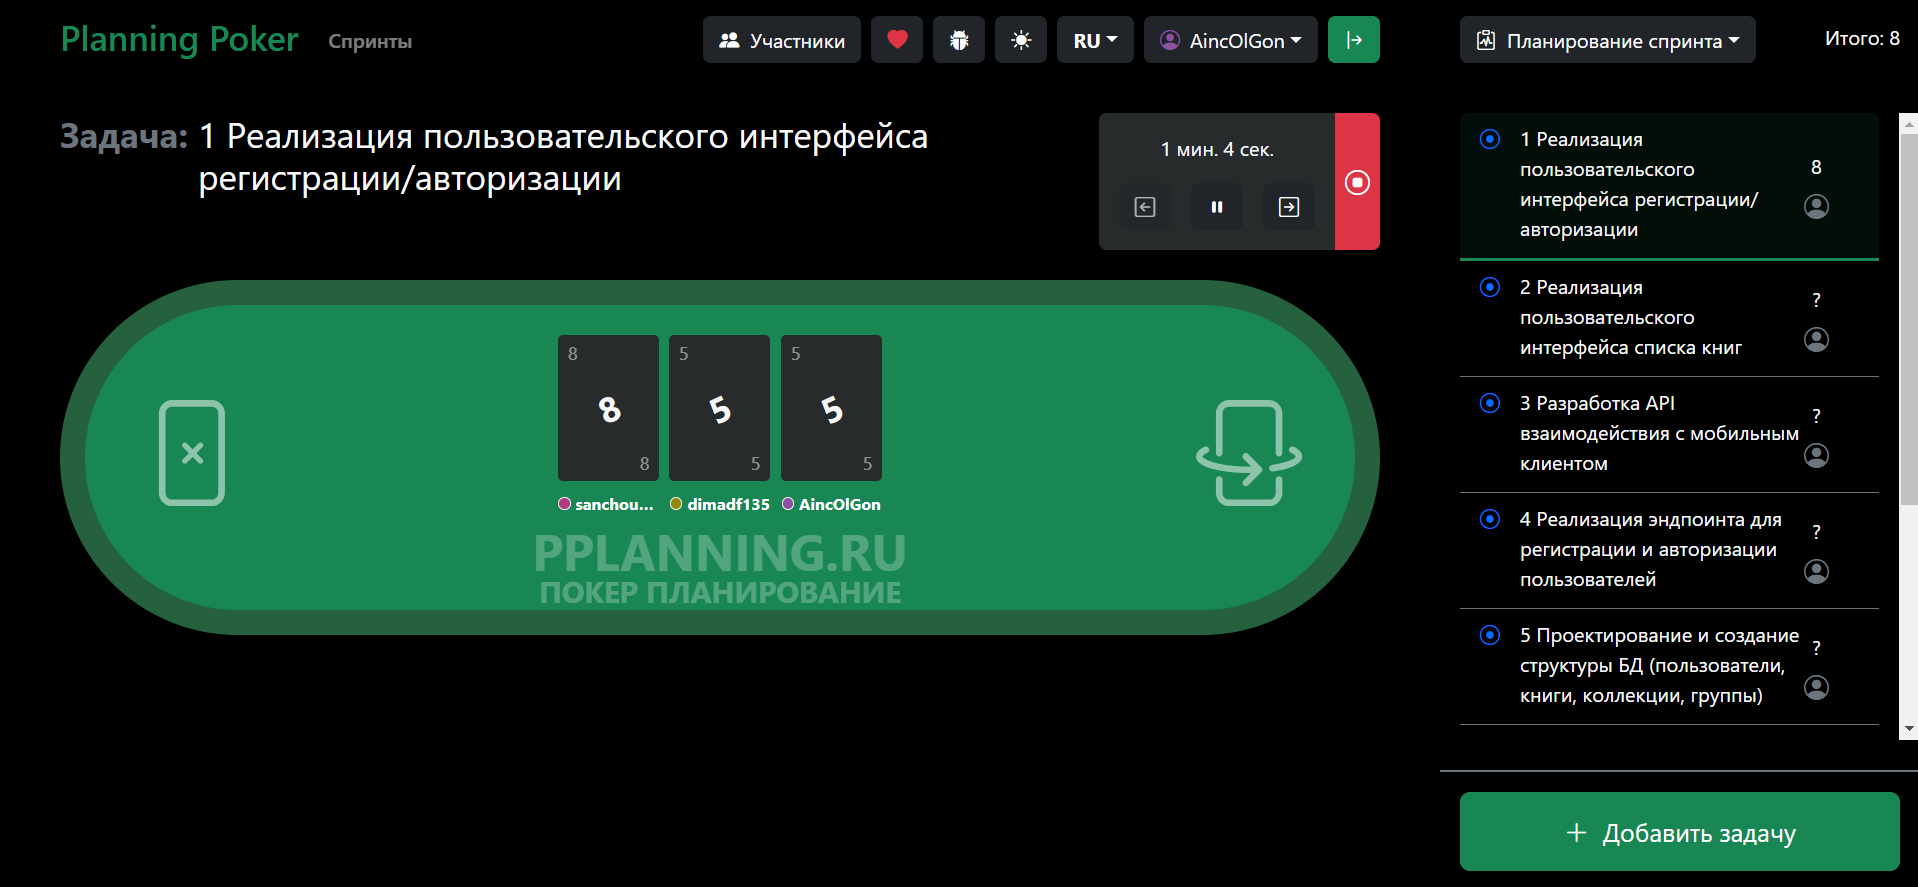 Planning Poker
Спринты
Участники
RU
AincOlGon
Планирование спринта
Итого: 8
Задача: 1 Реализация пользовательского интерфейса
регистрации/авторизации
1 мин. 4 сек.
8
8
8
5
5
5
5
5
5
sanchou...
dimadf135
AincOlGon
PPLANNING.RU
ПОКЕР ПЛАНИРОВАНИЕ
1 Реализация
пользовательского
интерфейса регистрации/
авторизации
8
2 Реализация
пользовательского
интерфейса списка книг
?
3 Разработка API
взаимодействия с мобильным
клиентом
?
4 Реализация эндпоинта для
регистрации и авторизации
пользователей
?
5 Проектирование и создание
структуры БД (пользователи,
книги, коллекции, группы)
?
Добавить задачу